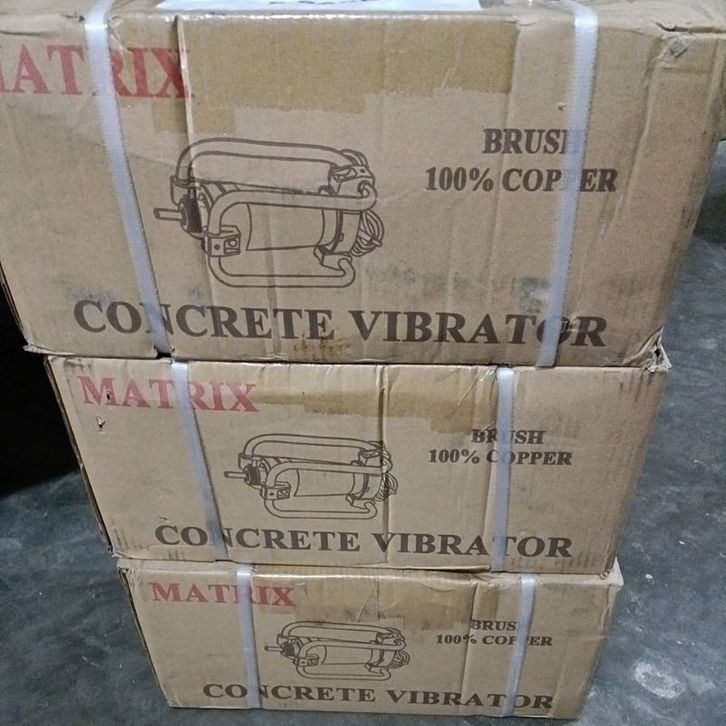 MATRIX
BRUSH
100% COPPER
CONCRETE VIBRATOR
MATRIX
BRUSH
100% COPPER
CONCRETE VIBRATOR
MATRIX
BRUSH
100% COPPER
CONCRETE VIBRATOR